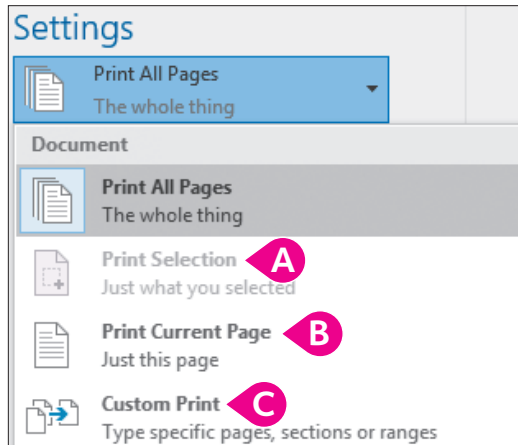 Settings
Print All Pages
The whole thing
Document
Print All Pages
The whole thing
Print Selection A
Just what you selected
Print Current Page B
Just this page
Custom Print C
Type specific pages, sections or ranges